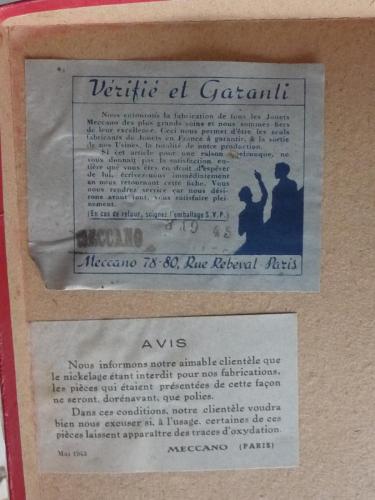 Vérifié et Garanti
Nous entourons la fabrication de tous les Jouets
Meccano des plus grands soins et nous sommes fiers
de leur excellence. Ceci nous permet d'être les seuls
fabricants de Jouets en France à garantir, à la sortie
de nos Usines, la totalité de notre production.
Si cet article pour une raison quelconque, ne
vous donnait pas la satisfaction en-
tière que vous êtes en droit d'espérer
de lui, écrivez-nous immédiatement
en nous retournant cette fiche. Vous
nous rendrez service car nous dési-
rons avant tout, vous satisfaire plei-
nement.
(En cas de retour, soignez l'emballage S.V.P.)
MECCANO
Meccano 78-80, Rue Rébeval Paris
AVIS
Nous informons notre aimable clientèle que
le nickelage étant interdit pour nos fabrications,
les pièces qui étaient présentées de cette façon
ne seront, dorénavant, que polies.
Dans ces conditions, notre clientèle voudra
bien nous excuser si, à l'usage, certaines de ces
pièces laissent apparaître des traces d'oxydation.
MECCANO (PARIS)